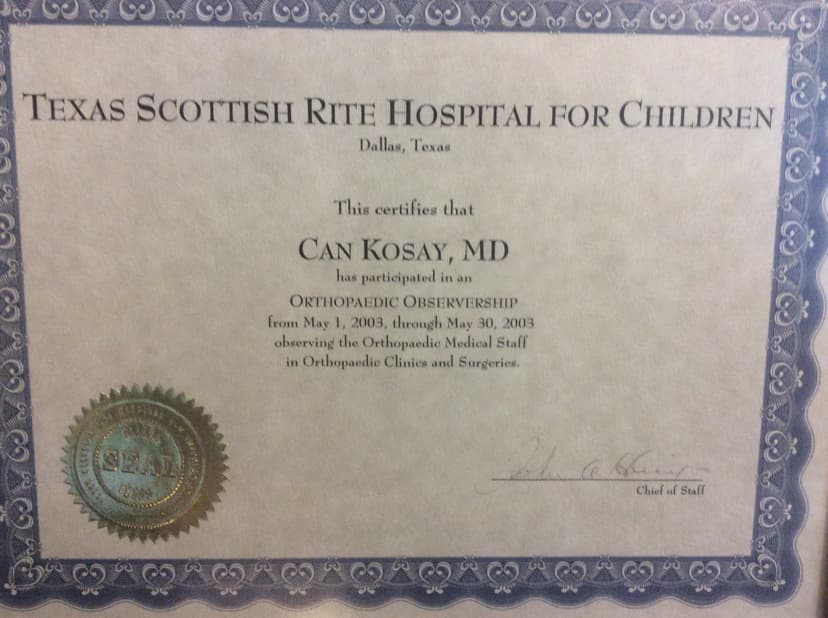 TEXAS SCOTTISH RITE HOSPITAL FOR CHILDREN
Dallas, Texas
This certifies that
CAN KOSAY, MD
has participated in an
ORTHOPAEDIC OBSERVERSHIP
from May 1, 2003, through May 30, 2003
observing the Orthopaedic Medical Staff
in Orthopaedic Clinics and Surgeries.
SEAL
Chief of Staff